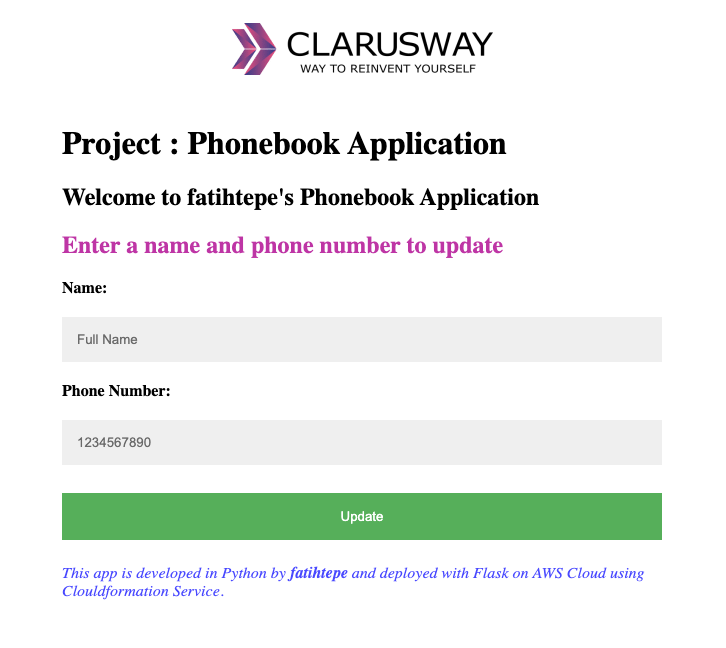 CLARUSWAY
WAY TO REINVENT YOURSELF
Project : Phonebook Application
Welcome to fatihtepe's Phonebook Application
Enter a name and phone number to update
Name:
Full Name
Phone Number:
1234567890
Update
This app is developed in Python by fatihtepe and deployed with Flask on AWS Cloud using
Clouldformation Service.